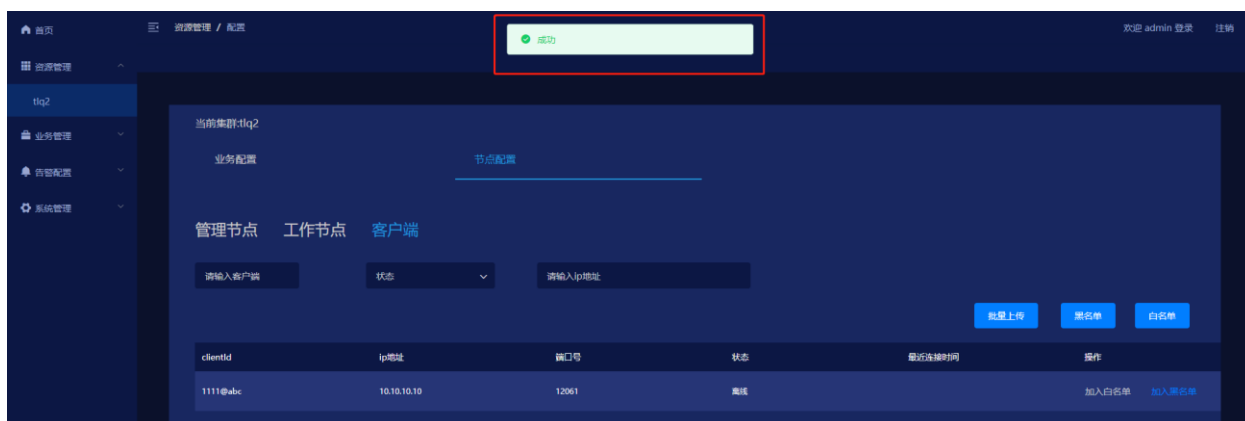 首页
资源管理 / 配置
成功
欢迎 admin 登录 注销
资源管理
tlq2
业务管理
告警配置
系统管理
当前集群:tlq2
业务配置 节点配置
管理节点 工作节点 客户端
请输入客户端 状态 请输入ip地址
批量上传 黑名单 白名单
clientId ip地址 端口号 状态 最近连接时间 操作
1111@abc 10.10.10.10 12061 离线 加入白名单 加入黑名单